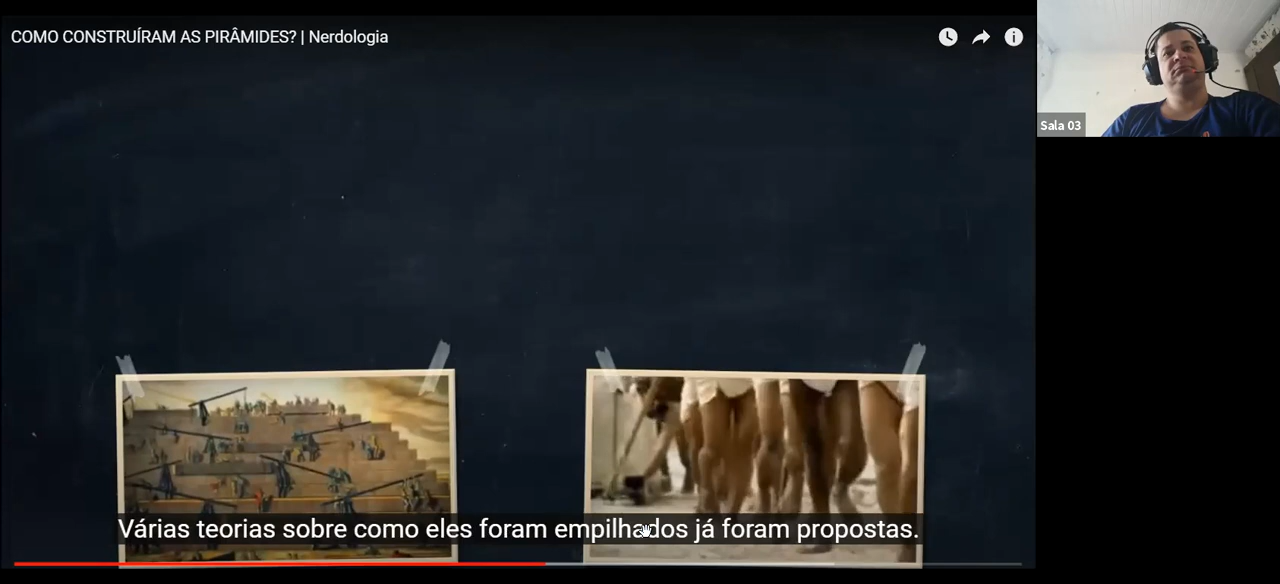 COMO CONSTRUÍRAM AS PIRÂMIDES? | Nerdologia
Sala 03
Várias teorias sobre como eles foram empilhados já foram propostas.